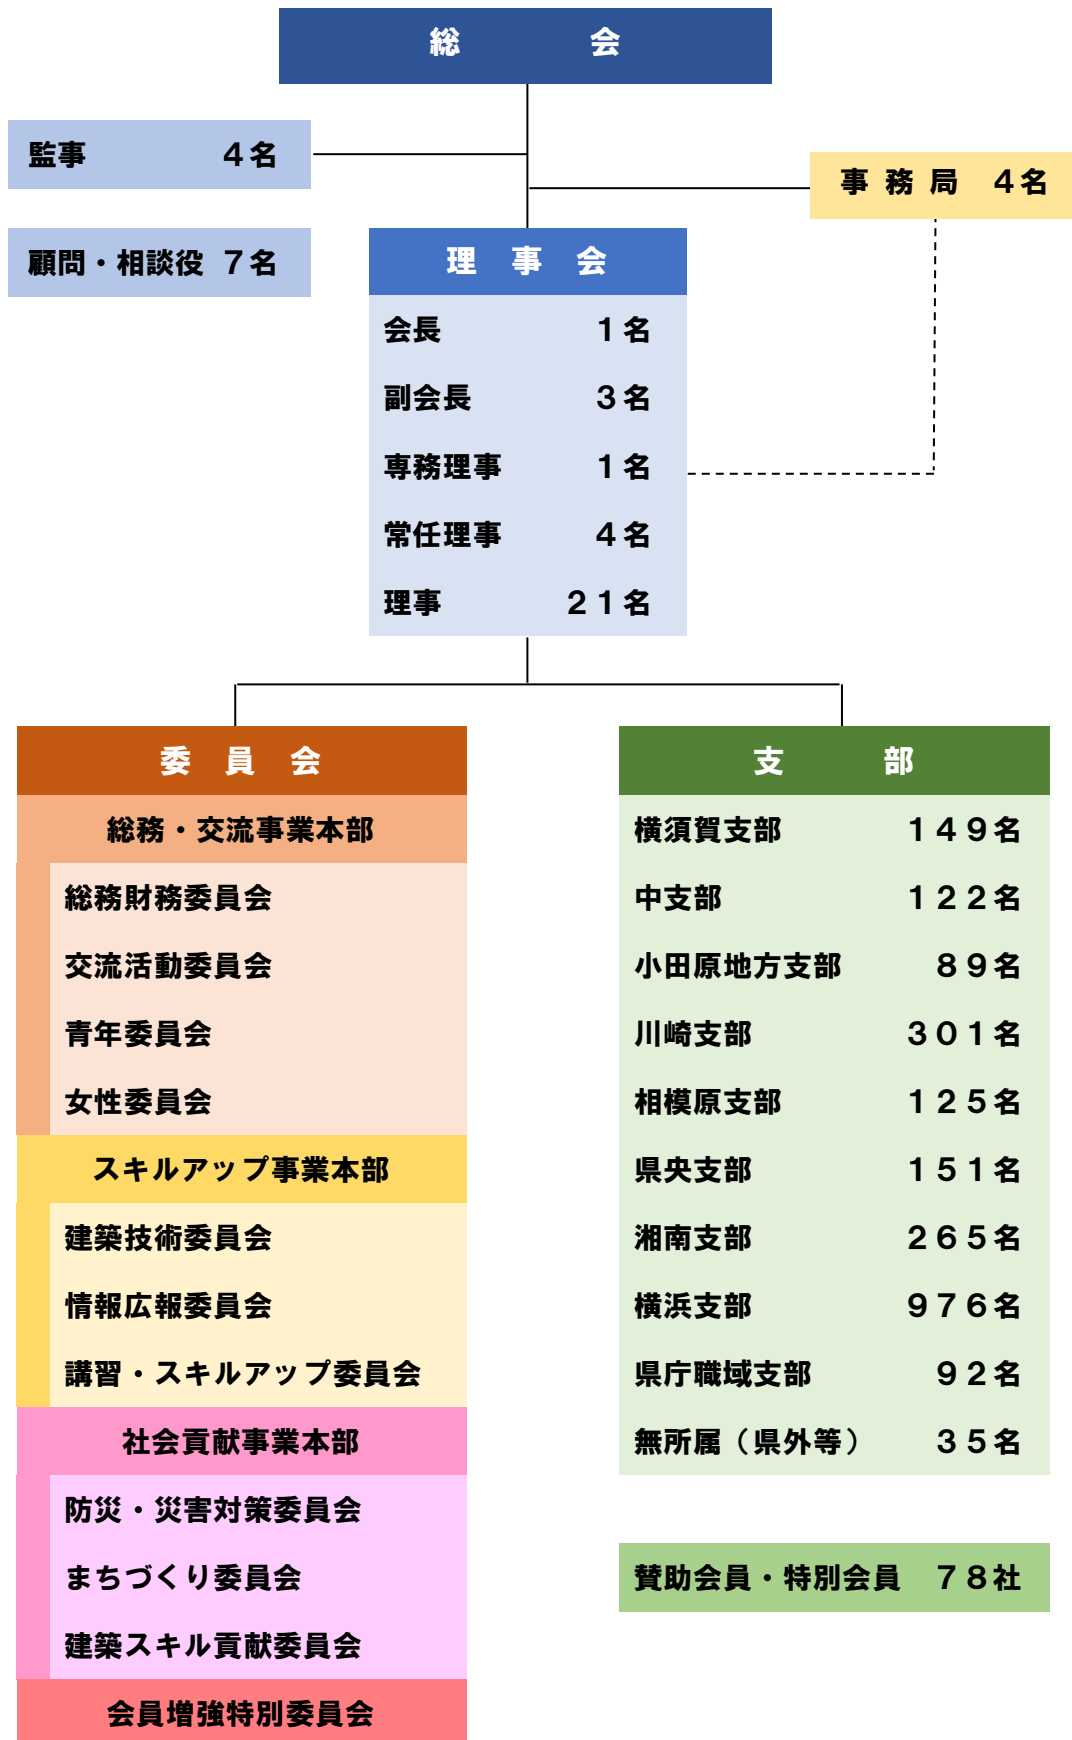 総　会
監事　４名
事務局　４名
顧問・相談役　７名
理事会
会長　１名
副会長　３名
専務理事　１名
常任理事　４名
理事　２１名
委員会
総務・交流事業本部
総務財務委員会
交流活動委員会
青年委員会
女性委員会
スキルアップ事業本部
建築技術委員会
情報広報委員会
講習・スキルアップ委員会
社会貢献事業本部
防災・災害対策委員会
まちづくり委員会
建築スキル貢献委員会
会員増強特別委員会
支　部
横須賀支部　１４９名
中支部　１２２名
小田原地方支部　８９名
川崎支部　３０１名
相模原支部　１２５名
県央支部　１５１名
湘南支部　２６５名
横浜支部　９７６名
県庁職域支部　９２名
無所属（県外等）　３５名
賛助会員・特別会員　７８社